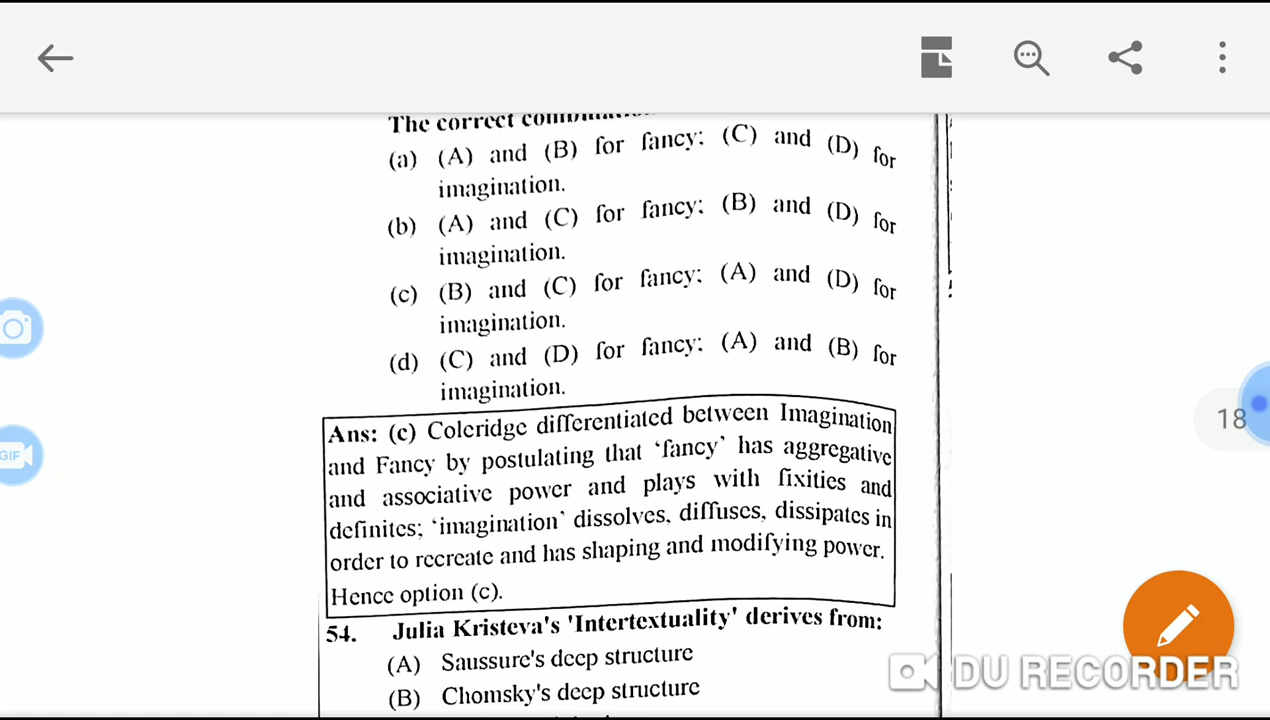 The correct
(a) (A) and (B) for fancy; (C) and (D) for
imagination.
(b) (A) and (C) for fancy; (B) and (D) for
imagination.
(c) (B) and (C) for fancy; (A) and (D) for
imagination.
(d) (C) and (D) for fancy; (A) and (B) for
imagination.
Ans: (c) Coleridge differentiated between Imagination
and Fancy by postulating that ‘fancy’ has aggregative
and associative power and plays with fixities and
definites; ‘imagination’ dissolves, diffuses, dissipates in
order to recreate and has shaping and modifying power.
Hence option (c).
54. Julia Kristeva's 'Intertextuality' derives from:
(A) Saussure's deep structure
(B) Chomsky's deep structure
18
GIF
DU RECORDER